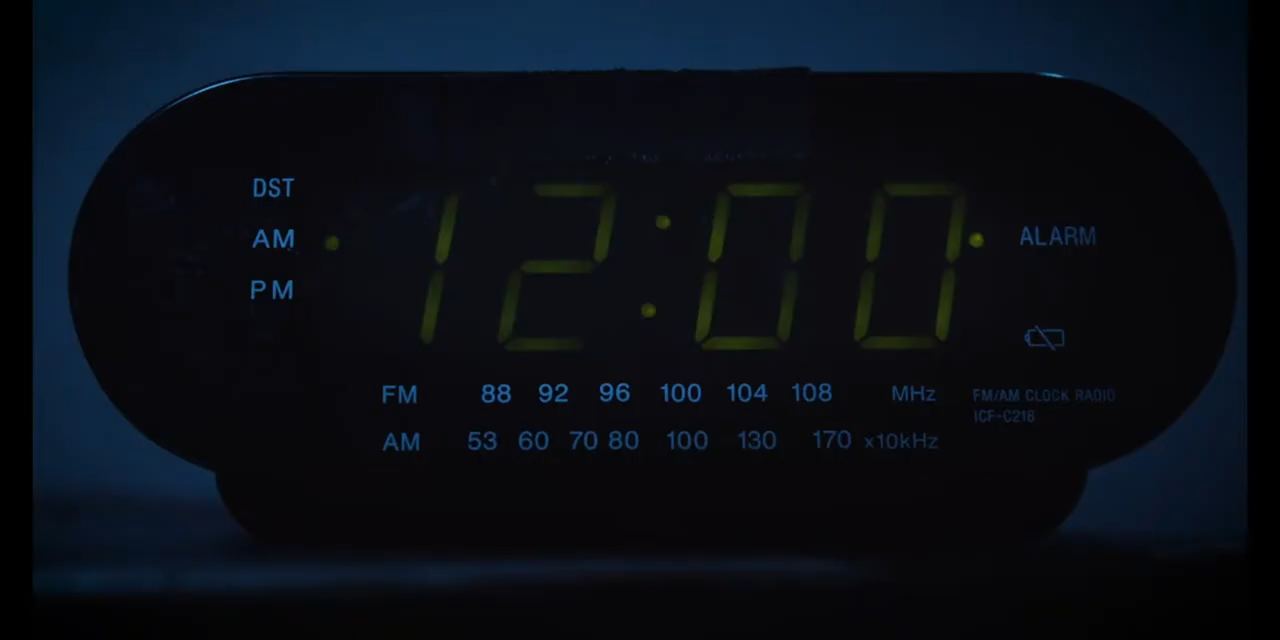 DST
AM
PM
12:00
ALARM
FM 88 92 96 100 104 108 MHz
AM 53 60 70 80 100 130 170 x10kHz
FM/AM CLOCK RADIO
ICF-C218